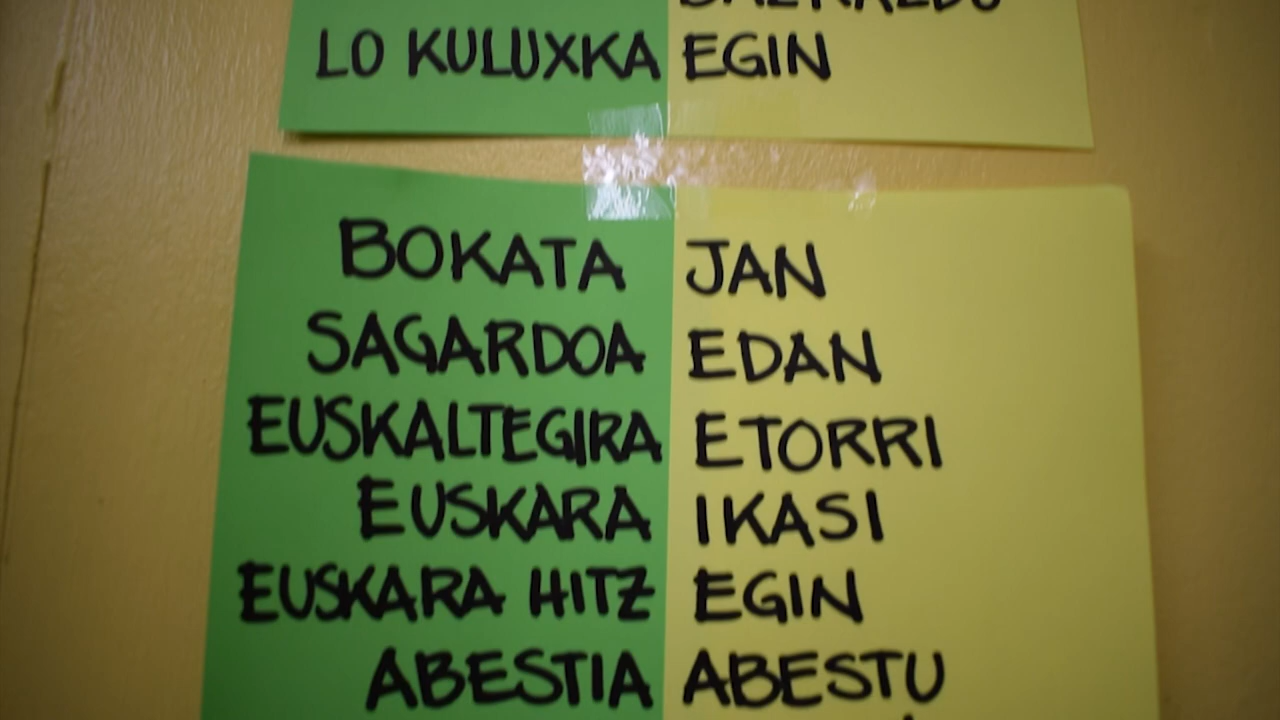 LO KULUXKA EGIN
BOKATA JAN
SAGARDOA EDAN
EUSKALTEGIRA ETORRI
EUSKARA IKASI
EUSKARA HITZ EGIN
ABESTIA ABESTU